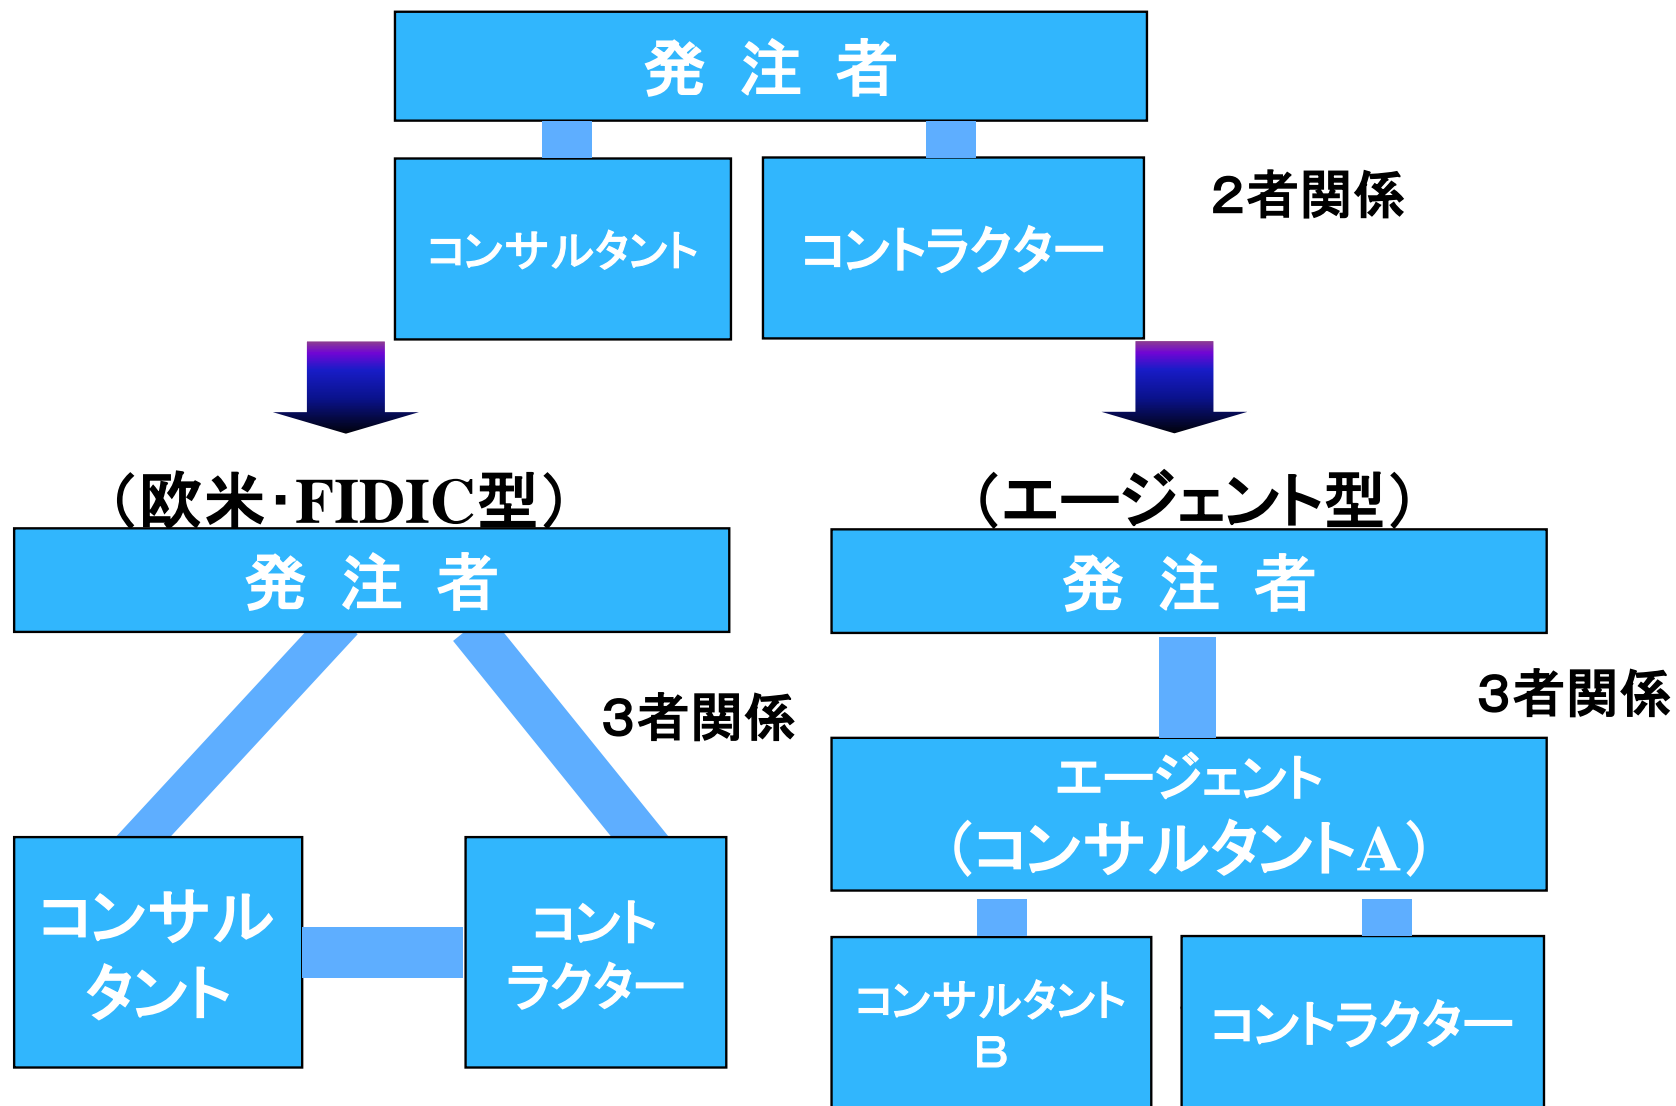 発 注 者
コンサルタント
コントラクター
２者関係
（欧米・FIDIC型）
発 注 者
３者関係
コンサル
タント
コント
ラクター
（エージェント型）
発 注 者
３者関係
エージェント
（コンサルタントA）
コンサルタント
B
コントラクター